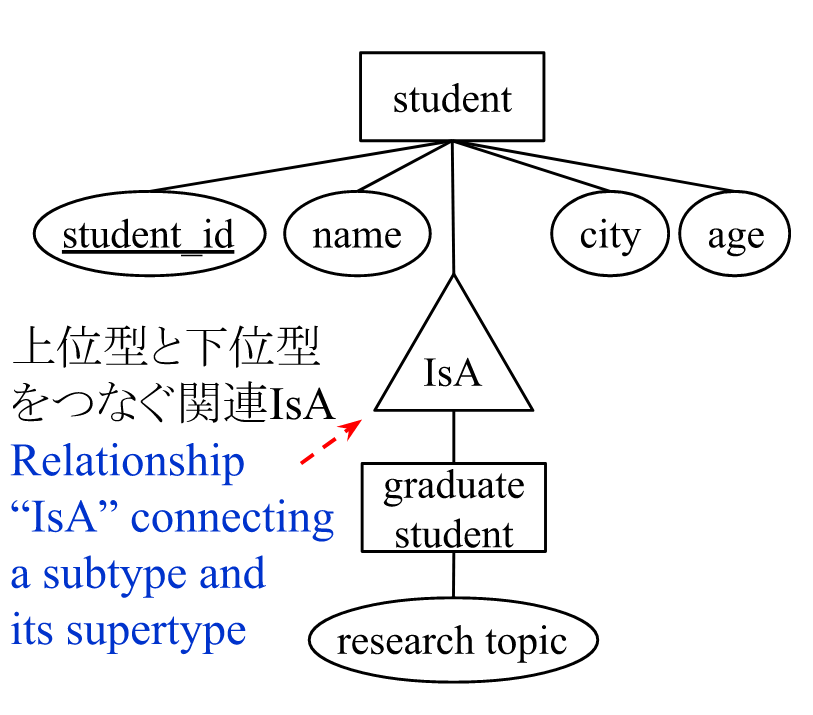 student
student_id
name
city
age
上位型と下位型
をつなぐ関連IsA
IsA
Relationship
“IsA” connecting
a subtype and
its supertype
graduate
student
research topic